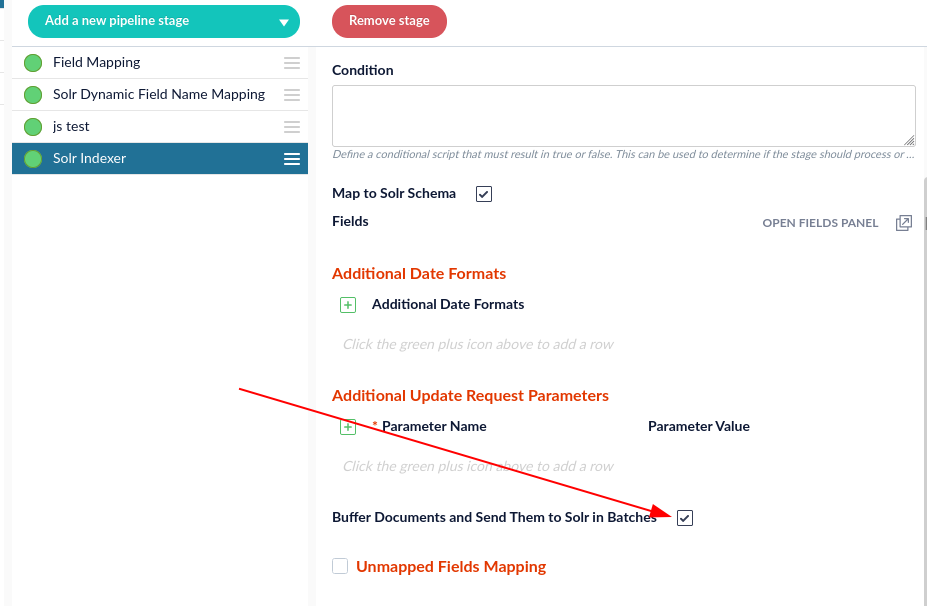 Add a new pipeline stage
Remove stage
Field Mapping
Solr Dynamic Field Name Mapping
js test
Solr Indexer
Condition
Define a conditional script that must result in true or false. This can be used to determine if the stage should process or ...
Map to Solr Schema
Fields
OPEN FIELDS PANEL
Additional Date Formats
Additional Date Formats
Click the green plus icon above to add a row
Additional Update Request Parameters
* Parameter Name Parameter Value
Click the green plus icon above to add a row
Buffer Documents and Send Them to Solr in Batches
Unmapped Fields Mapping